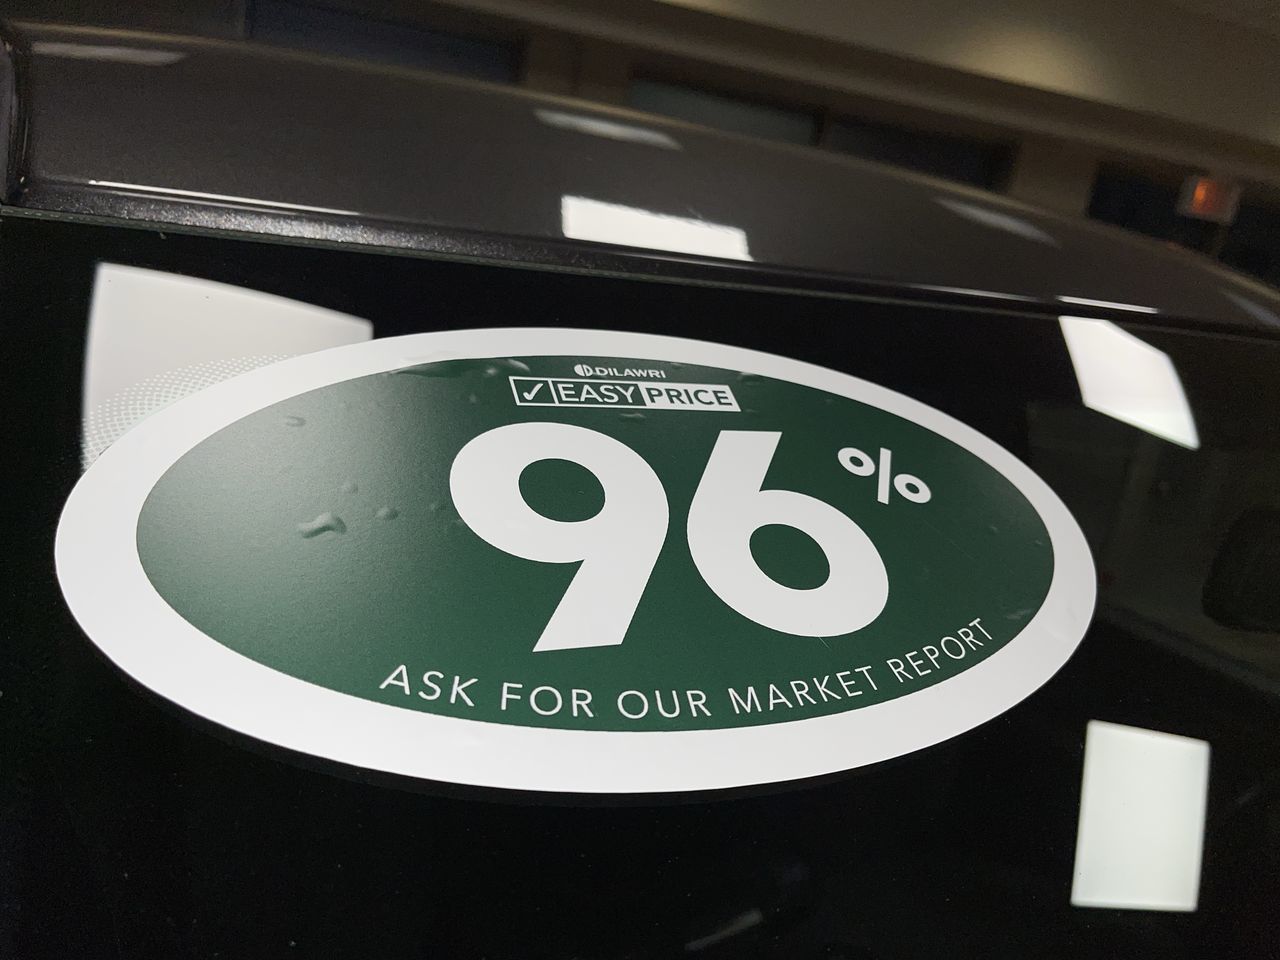 DILAWRI
✓ EASY PRICE
96%
ASK FOR OUR MARKET REPORT